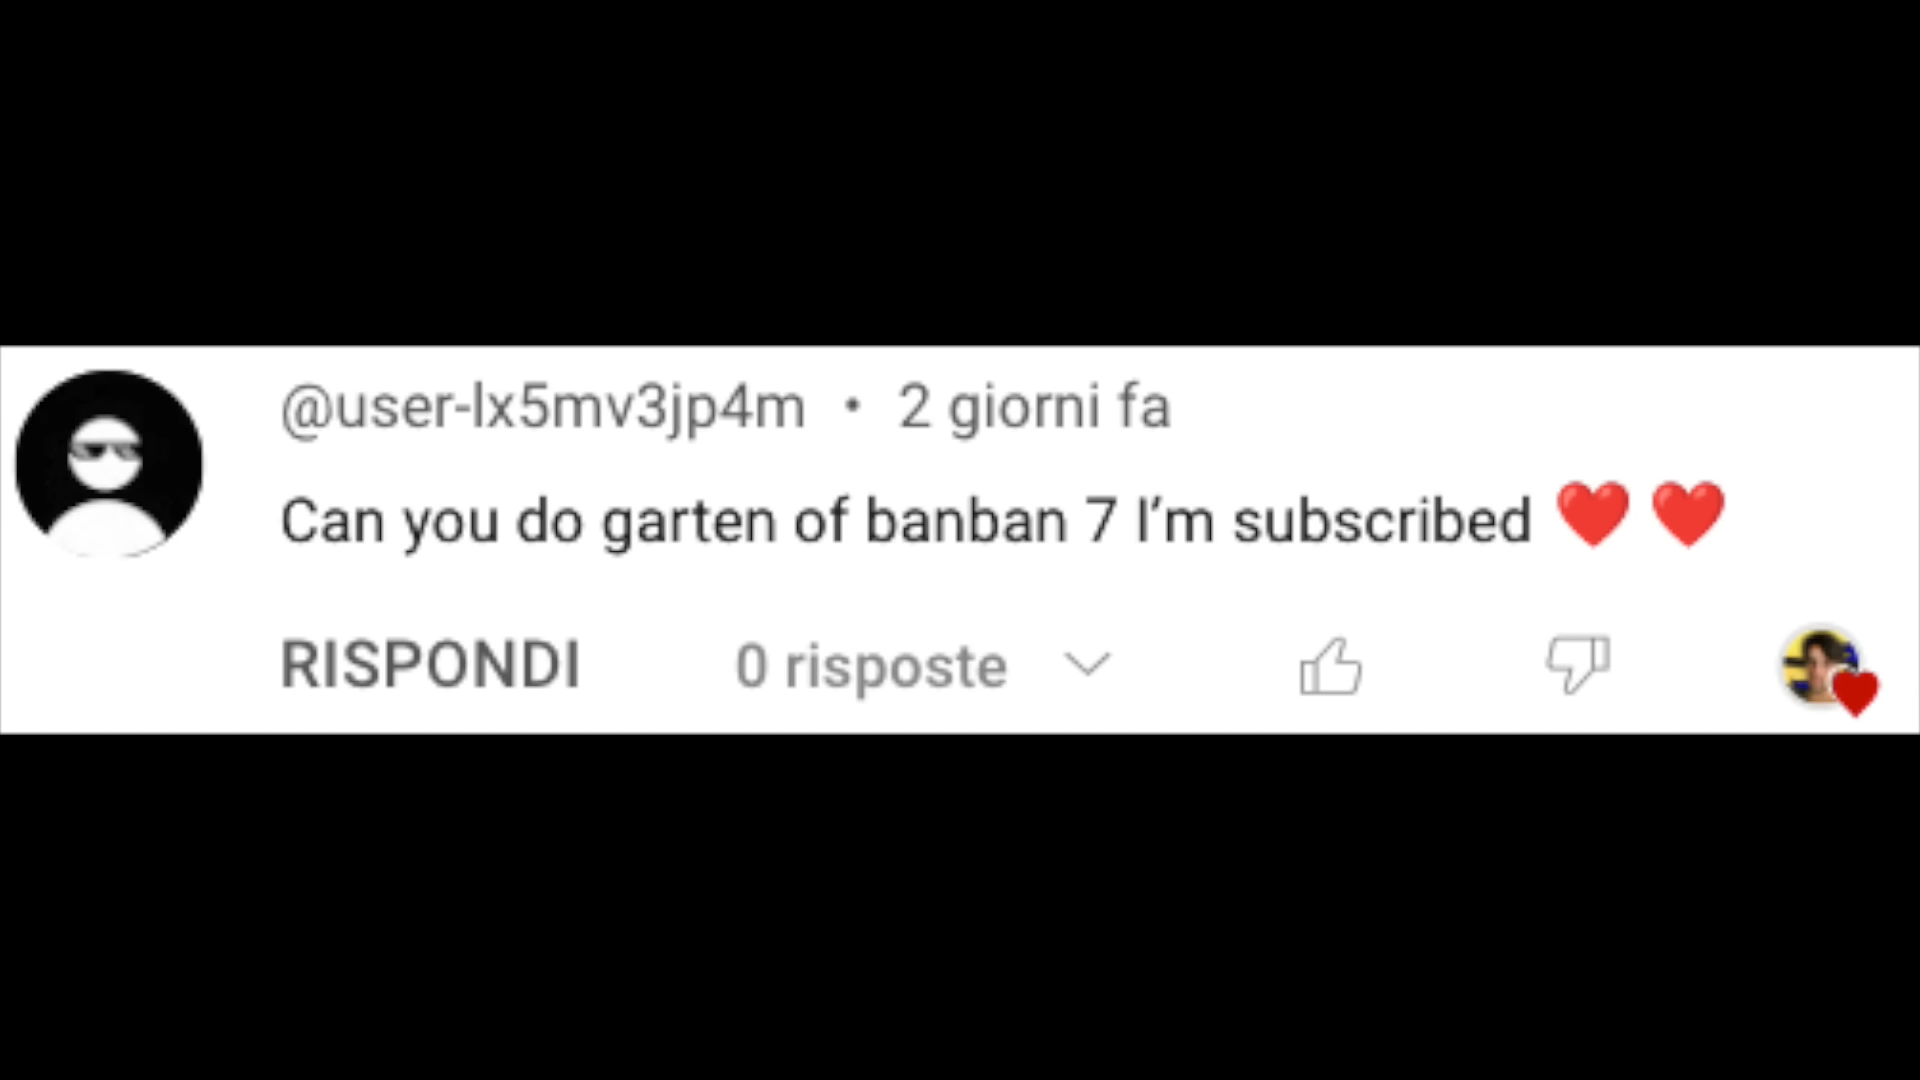 @user-lx5mv3jp4m • 2 giorni fa
Can you do garten of banban 7 I’m subscribed ❤️ ❤️
RISPONDI 0 risposte